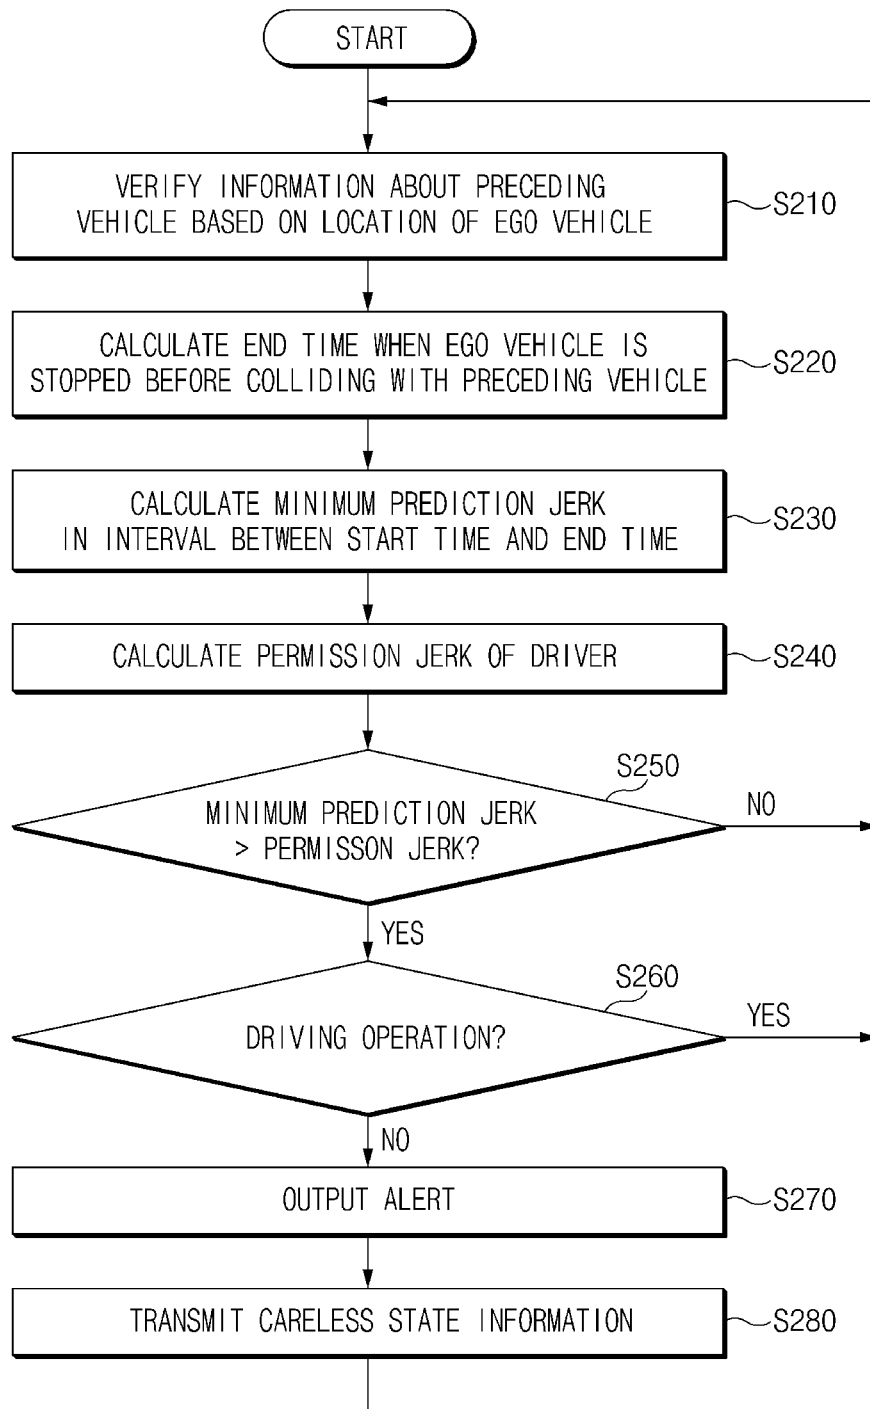 START
VERIFY INFORMATION ABOUT PRECEDING
VEHICLE BASED ON LOCATION OF EGO VEHICLE
S210
CALCULATE END TIME WHEN EGO VEHICLE IS
STOPPED BEFORE COLLIDING WITH PRECEDING VEHICLE
S220
CALCULATE MINIMUM PREDICTION JERK
IN INTERVAL BETWEEN START TIME AND END TIME
S230
CALCULATE PERMISSION JERK OF DRIVER
S240
S250
MINIMUM PREDICTION JERK
> PERMISSON JERK?
NO
YES
S260
DRIVING OPERATION?
YES
NO
OUTPUT ALERT
S270
TRANSMIT CARELESS STATE INFORMATION
S280